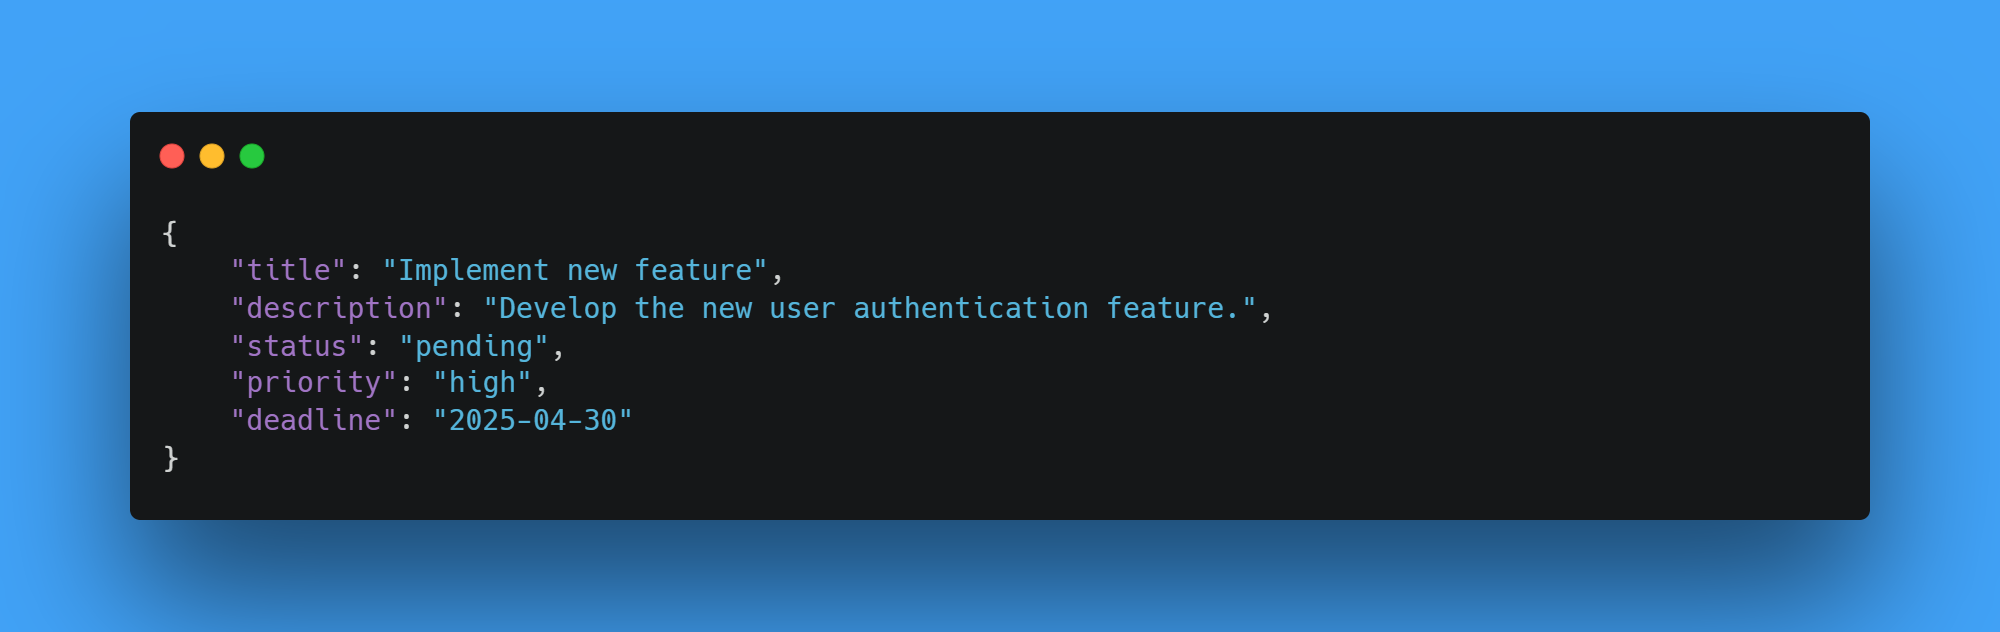 {
    "title": "Implement new feature",
    "description": "Develop the new user authentication feature.",
    "status": "pending",
    "priority": "high",
    "deadline": "2025-04-30"
}